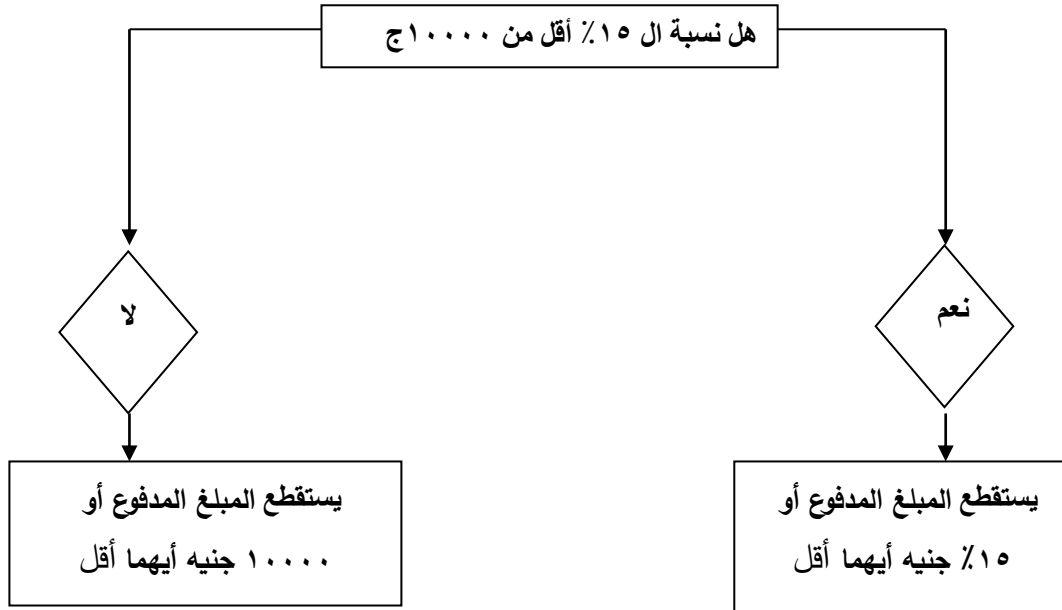 هل نسبة ال ١٥٪ أقل من ١٠٠٠٠ج
نعم
لا
يستقطع المبلغ المدفوع أو
١٥٪ جنيه أيهما أقل
يستقطع المبلغ المدفوع أو
١٠٠٠٠ جنيه أيهما أقل